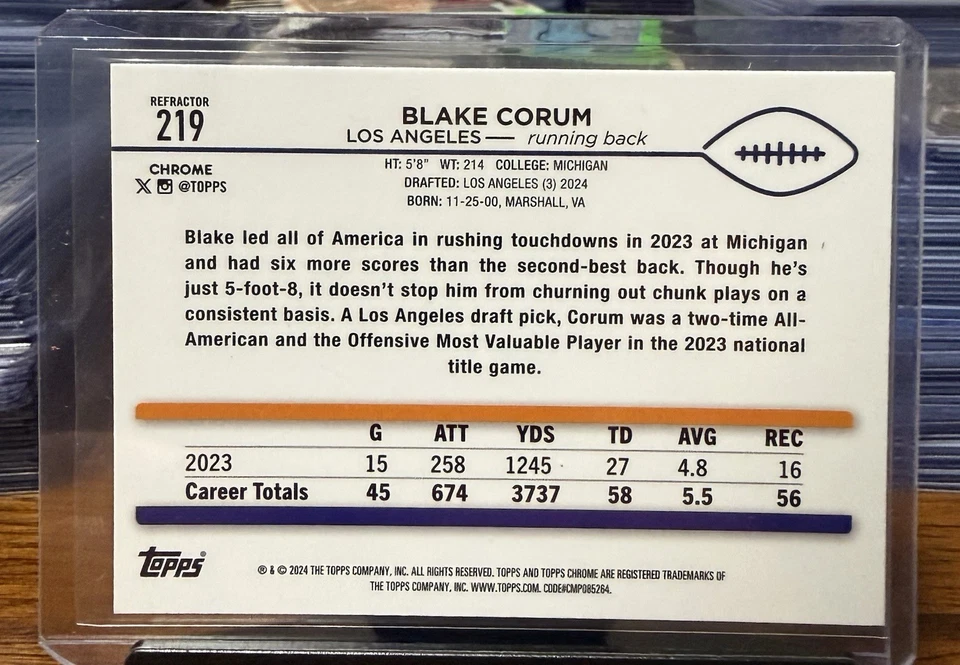 REFRACTOR
219
BLAKE CORUM
LOS ANGELES — running back
CHROME
X @TOPPS
HT: 5'8" WT: 214 COLLEGE: MICHIGAN
DRAFTED: LOS ANGELES (3) 2024
BORN: 11-25-00, MARSHALL, VA
Blake led all of America in rushing touchdowns in 2023 at Michigan
and had six more scores than the second-best back. Though he's
just 5-foot-8, it doesn't stop him from churning out chunk plays on a
consistent basis. A Los Angeles draft pick, Corum was a two-time All-
American and the Offensive Most Valuable Player in the 2023 national
title game.
G ATT YDS TD AVG REC
2023 15 258 1245 27 4.8 16
Career Totals 45 674 3737 58 5.5 56
Topps®
® & © 2024 THE TOPPS COMPANY, INC. ALL RIGHTS RESERVED. TOPPS AND TOPPS CHROME ARE REGISTERED TRADEMARKS OF
THE TOPPS COMPANY, INC. WWW.TOPPS.COM. CODE#CMP085264.